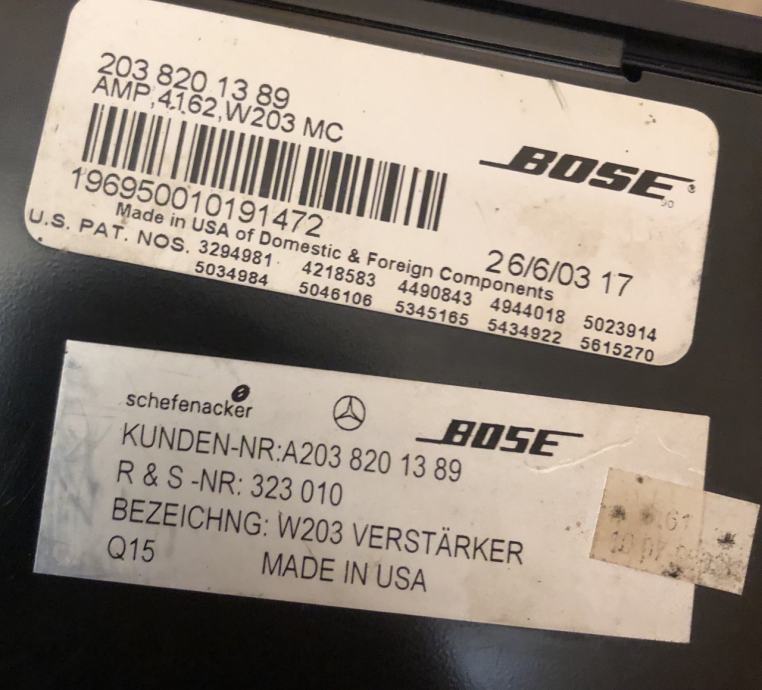 203 820 13 89
AMP,4162,W203 MC
BOSE®
196950010191472
Made in USA of Domestic & Foreign Components
26/6/03 17
U.S. PAT. NOS. 3294981 4218583 4490843 4944018 5023914
5034984 5046106 5345165 5434922 5615270
schefenacker
BOSE
KUNDEN-NR:A203 820 13 89
R & S -NR: 323 010
BEZEICHNG: W203 VERSTÄRKER
Q15 MADE IN USA